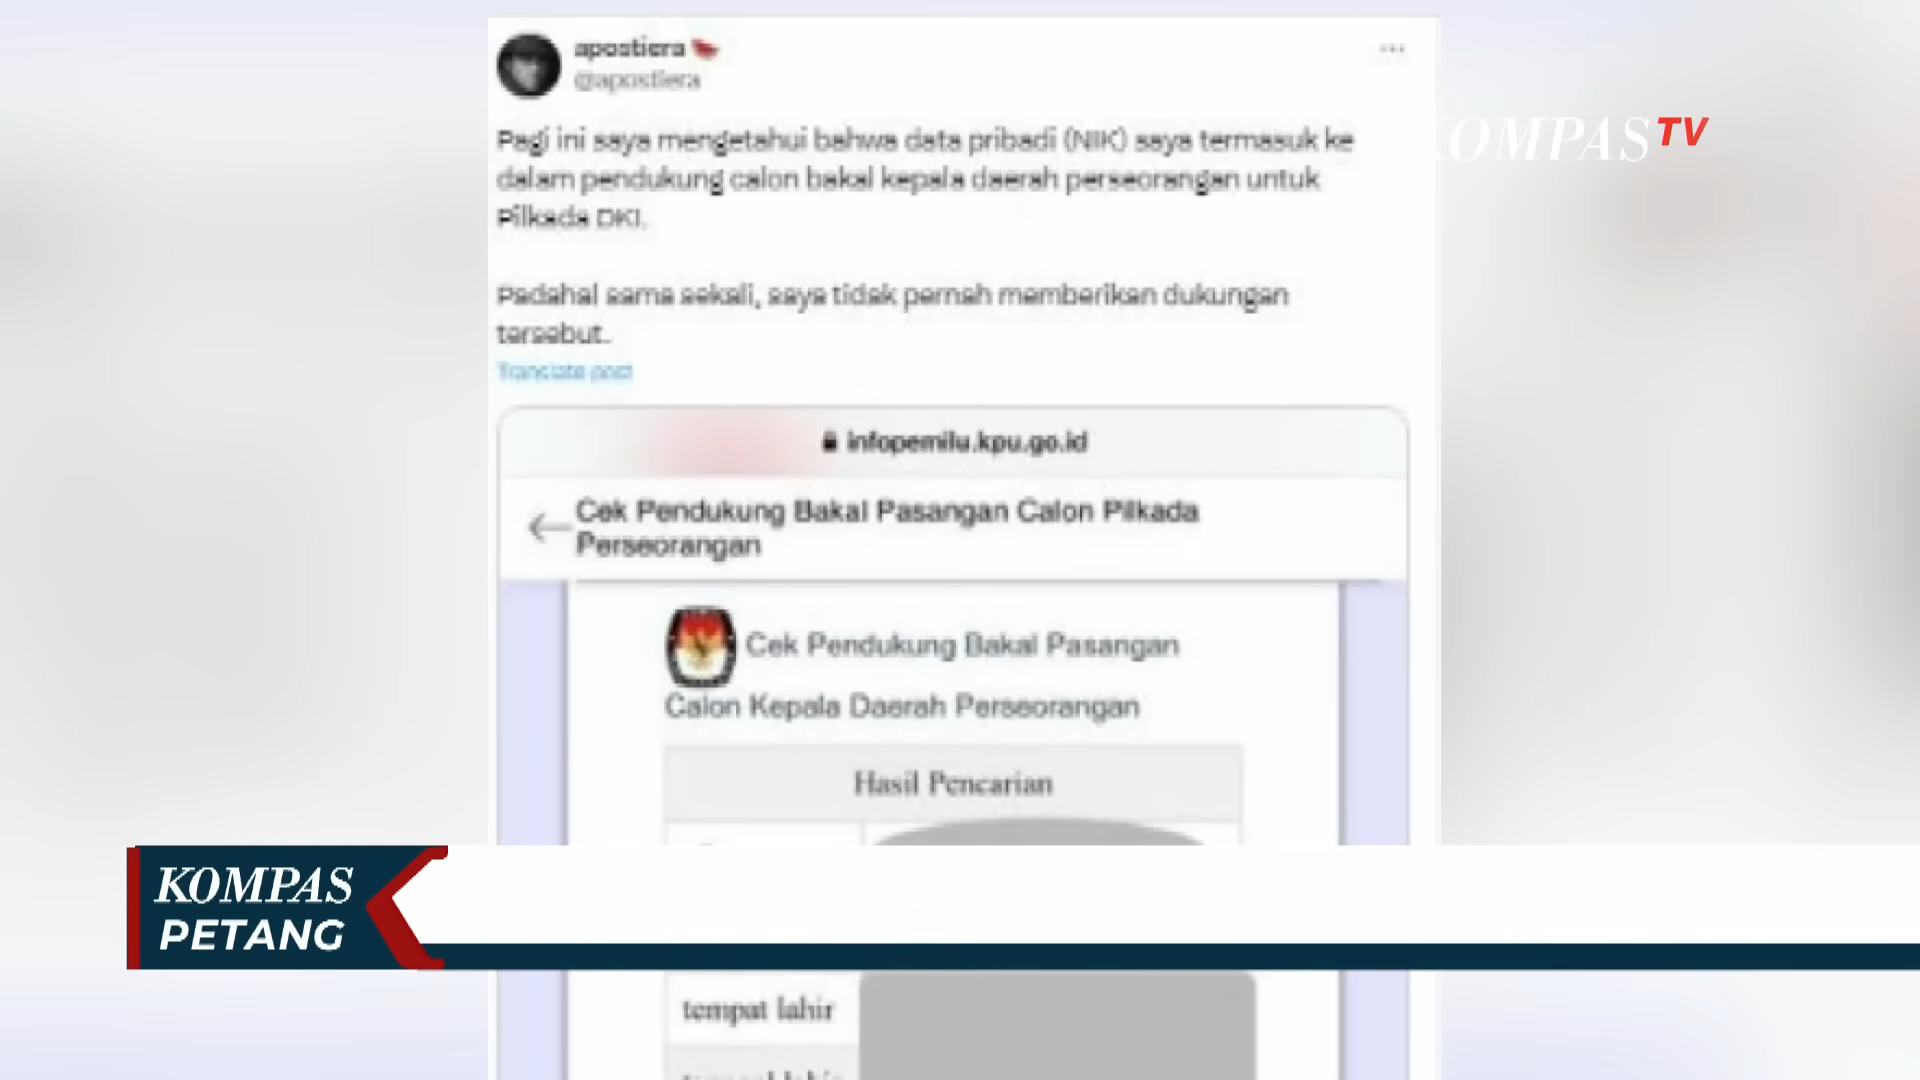 apostiera
@apostiera
Pagi ini saya mengetahui bahwa data pribadi (NIK) saya termasuk ke
dalam pendukung calon bakal kepala daerah perseorangan untuk
Pilkada DKI.
Padahal sama sekali, saya tidak pernah memberikan dukungan
tersebut.
Translate post
KOMPAS TV
infopemilu.kpu.go.id
Cek Pendukung Bakal Pasangan Calon Pilkada
Perseorangan
Cek Pendukung Bakal Pasangan
Calon Kepala Daerah Perseorangan
Hasil Pencarian
KOMPAS
PETANG
tempat lahir